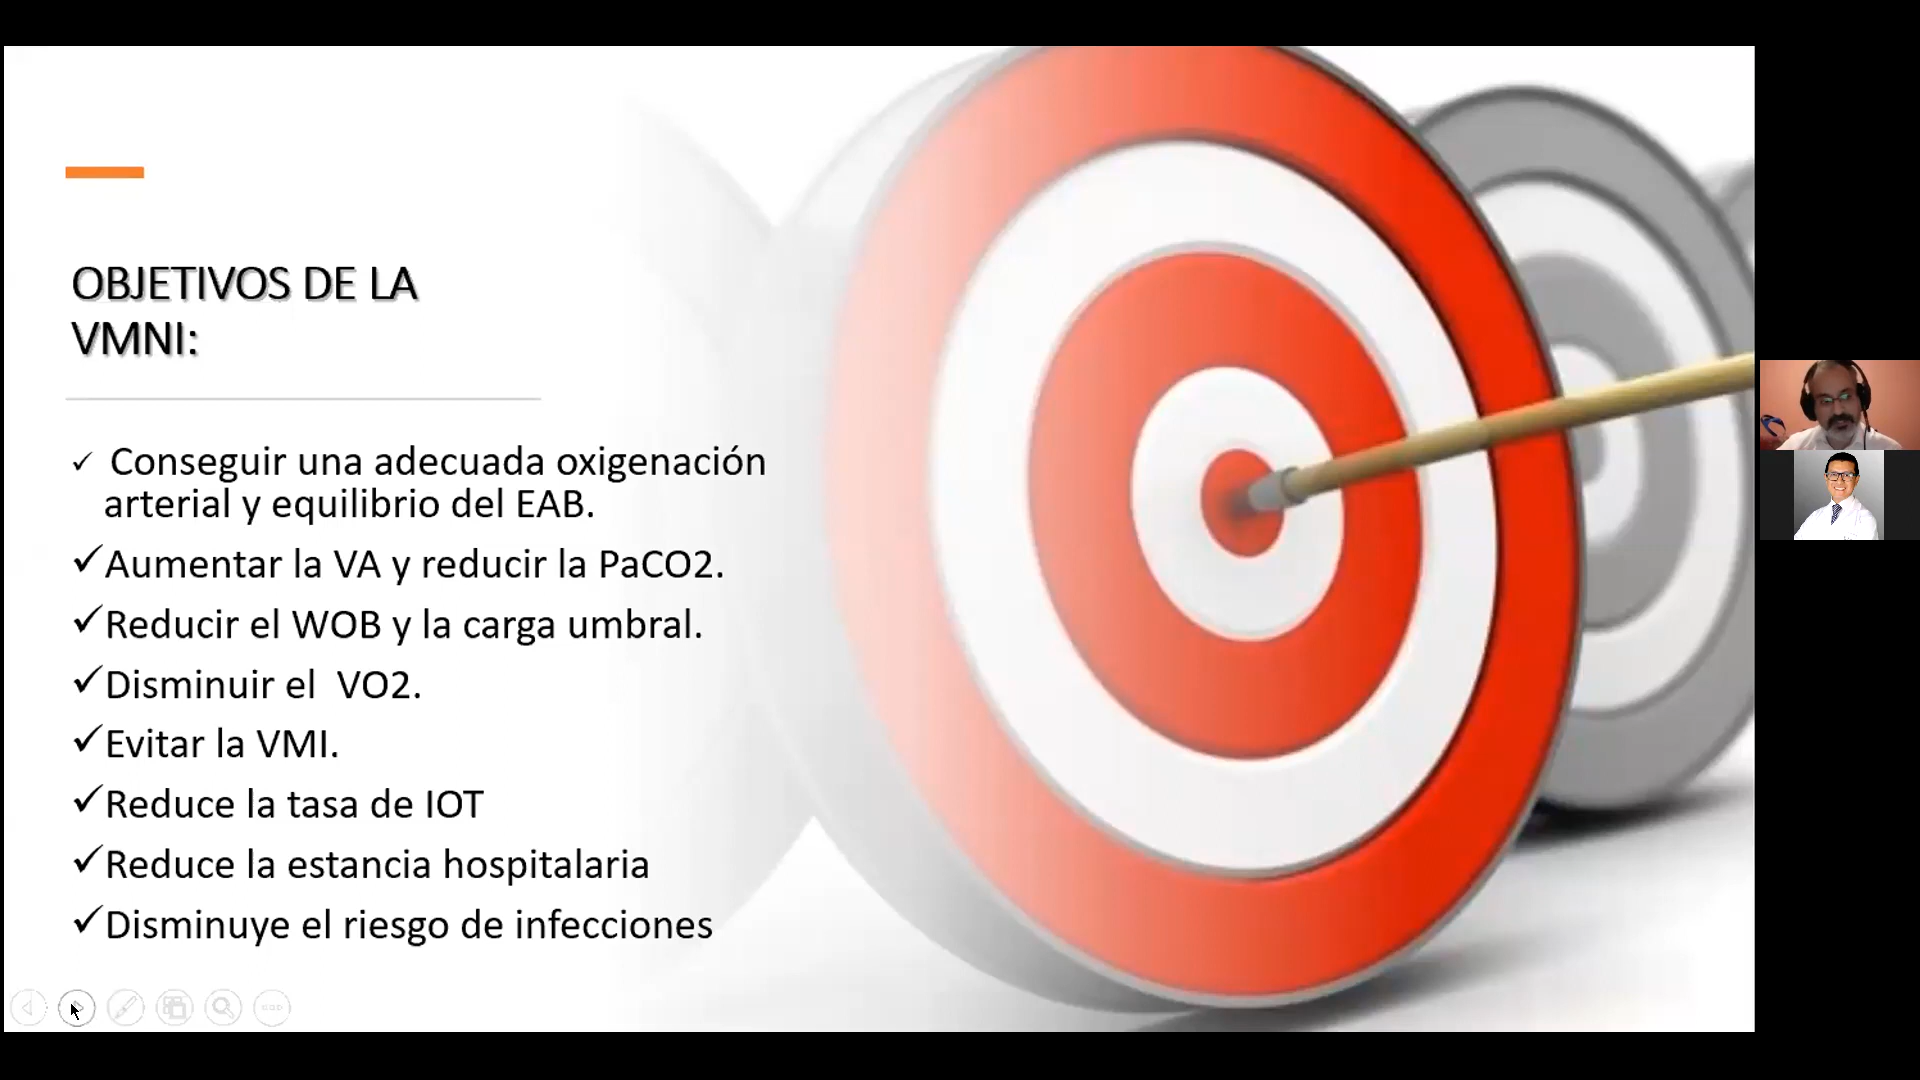 OBJETIVOS DE LA
VMNI:
✓ Conseguir una adecuada oxigenación
arterial y equilibrio del EAB.
✓Aumentar la VA y reducir la PaCO2.
✓Reducir el WOB y la carga umbral.
✓Disminuir el  VO2.
✓Evitar la VMI.
✓Reduce la tasa de IOT
✓Reduce la estancia hospitalaria
✓Disminuye el riesgo de infecciones